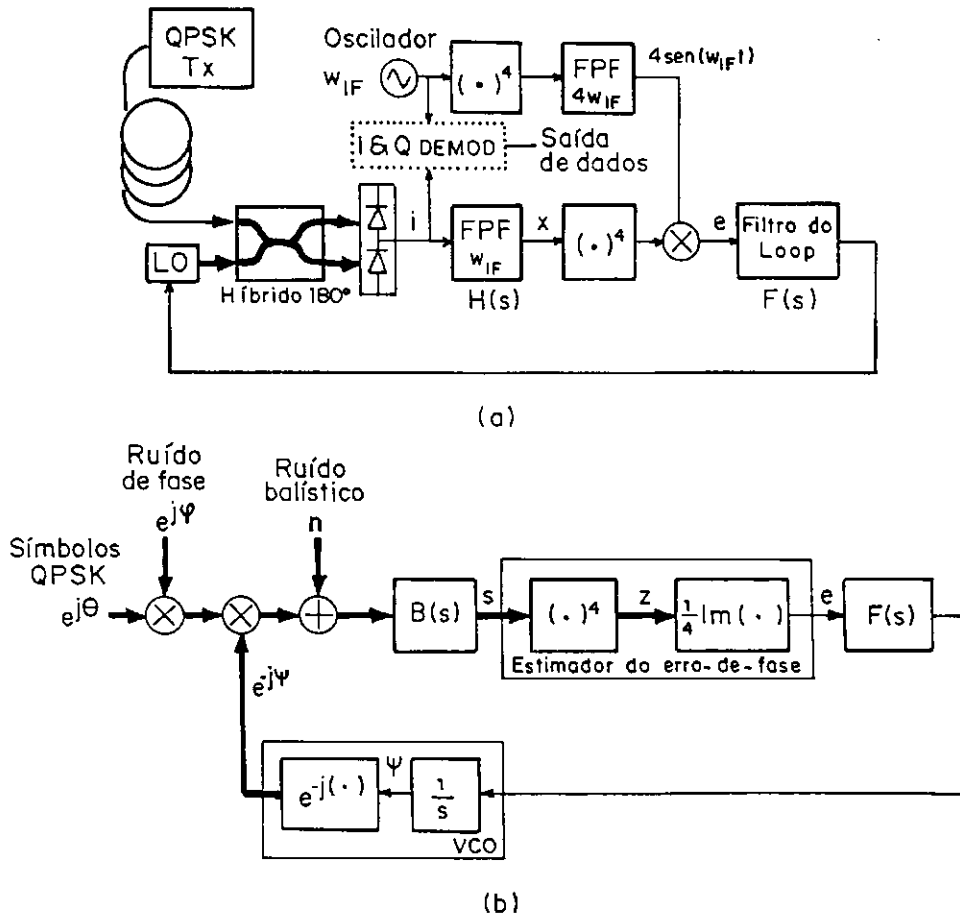 QPSK
Tx
Oscilador
W_IF
(•)^4
FPF
4W_IF
4sen(W_IF t)
I & Q DEMOD
Saída
de dados
LO
Híbrido 180°
i
FPF
W_IF
H(s)
x
(•)^4
e
Filtro do
Loop
F(s)
(a)
Ruído
de fase
e^jφ
Ruído
balístico
n
Símbolos
QPSK
e^jθ
B(s)
s
(•)^4
z
1/4 Im(•)
e
F(s)
Estimador do erro-de-fase
e^-jψ
e^-j(•)
ψ
1/s
VCO
(b)